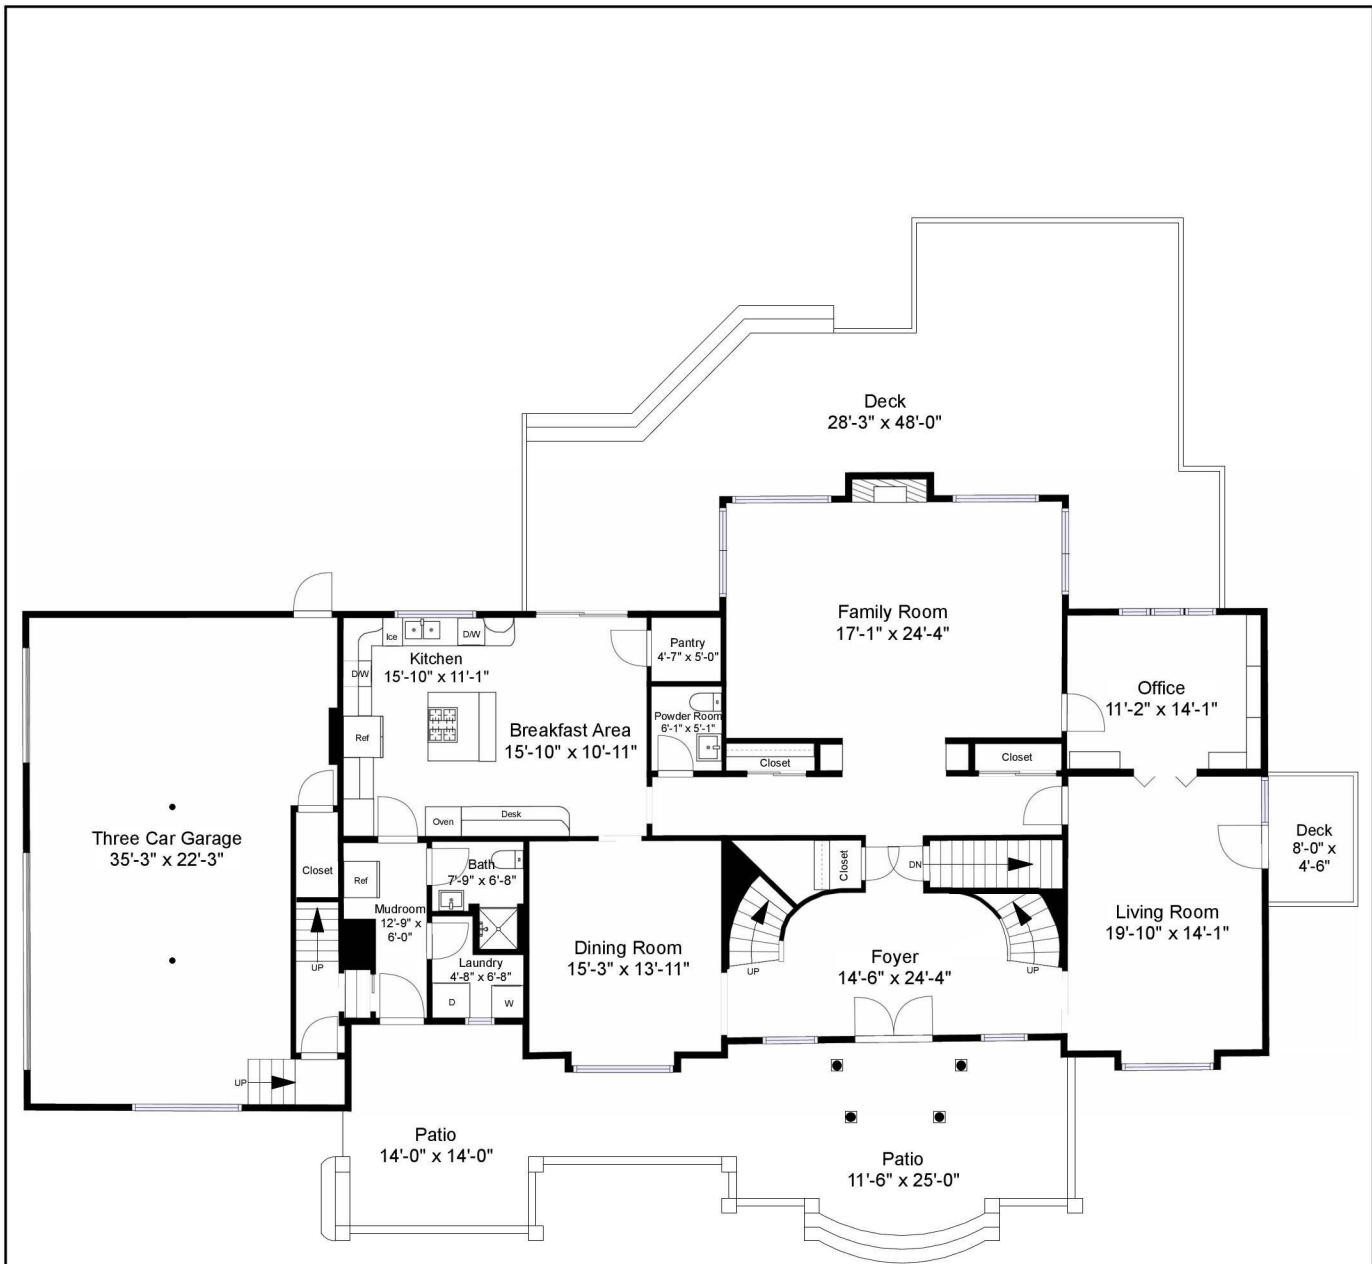 Deck
28'-3" x 48'-0"
Family Room
17'-1" x 24'-4"
Ice
D/W
Kitchen
15'-10" x 11'-1"
D/W
Pantry
4'-7" x 5'-0"
Office
11'-2" x 14'-1"
Powder Room
6'-1" x 5'-1"
Ref
Breakfast Area
15'-10" x 10'-11"
Closet
Closet
Three Car Garage
35'-3" x 22'-3"
Oven
Desk
Deck
8'-0" x
4'-6"
Closet
Ref
Bath
7'-9" x 6'-8"
Closet
DN
Mudroom
12'-9" x
6'-0"
Living Room
19'-10" x 14'-1"
Dining Room
15'-3" x 13'-11"
Foyer
14'-6" x 24'-4"
UP
Laundry
4'-8" x 6'-8"
UP
UP
D
W
UP
Patio
14'-0" x 14'-0"
Patio
11'-6" x 25'-0"